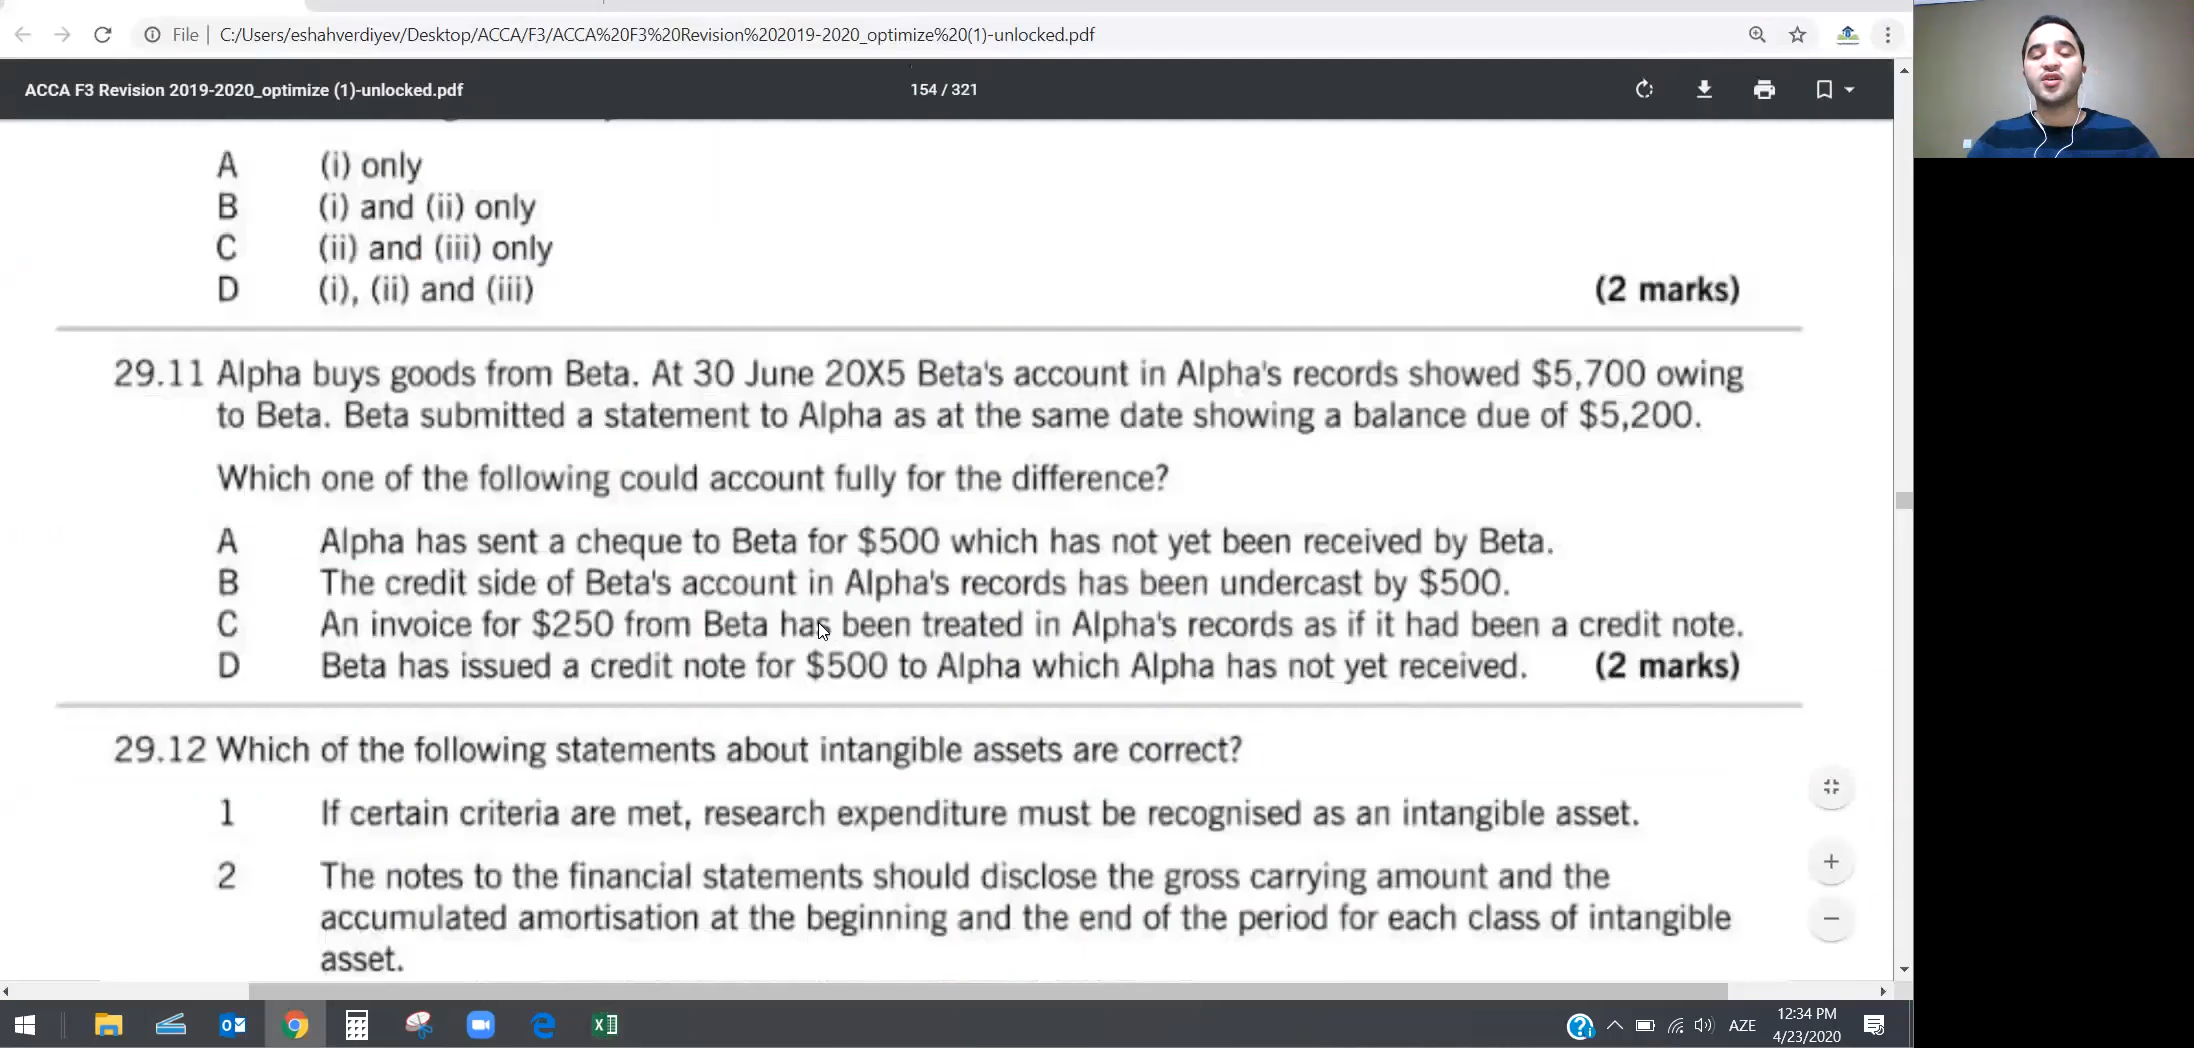 File | C:/Users/eshahverdiyev/Desktop/ACCA/F3/ACCA%20F3%20Revision%202019-2020_optimize%20(1)-unlocked.pdf
ACCA F3 Revision 2019-2020_optimize (1)-unlocked.pdf
154 / 321
A (i) only
B (i) and (ii) only
C (ii) and (iii) only
D (i), (ii) and (iii) (2 marks)
29.11 Alpha buys goods from Beta. At 30 June 20X5 Beta's account in Alpha's records showed $5,700 owing
to Beta. Beta submitted a statement to Alpha as at the same date showing a balance due of $5,200.
Which one of the following could account fully for the difference?
A Alpha has sent a cheque to Beta for $500 which has not yet been received by Beta.
B The credit side of Beta's account in Alpha's records has been undercast by $500.
C An invoice for $250 from Beta has been treated in Alpha's records as if it had been a credit note.
D Beta has issued a credit note for $500 to Alpha which Alpha has not yet received. (2 marks)
29.12 Which of the following statements about intangible assets are correct?
1 If certain criteria are met, research expenditure must be recognised as an intangible asset.
2 The notes to the financial statements should disclose the gross carrying amount and the
accumulated amortisation at the beginning and the end of the period for each class of intangible
asset.
AZE
12:34 PM
4/23/2020